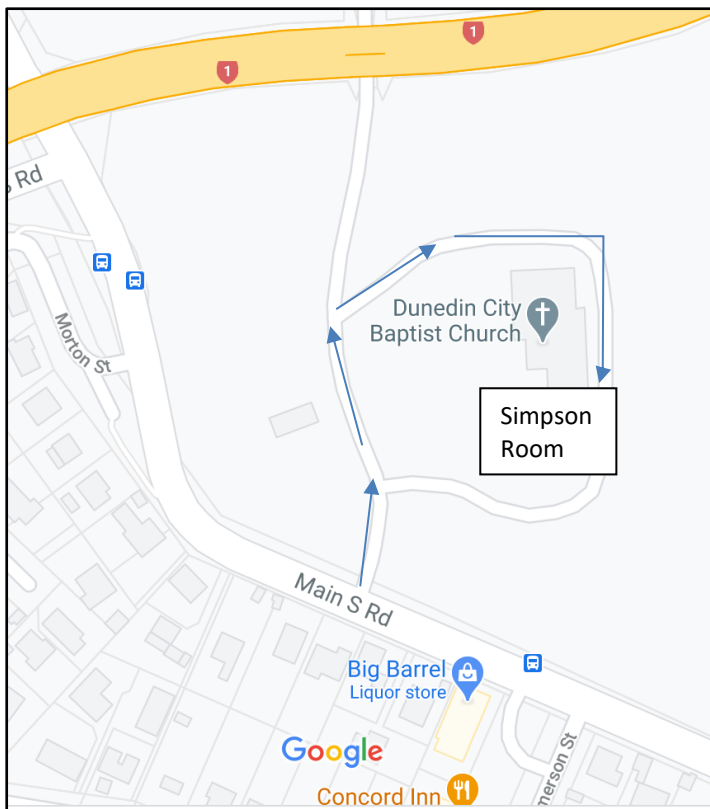 1
1
S Rd
Morton St
Dunedin City
Baptist Church
Simpson
Room
Main S Rd
Big Barrel
Liquor store
Google
nerson St
Concord Inn